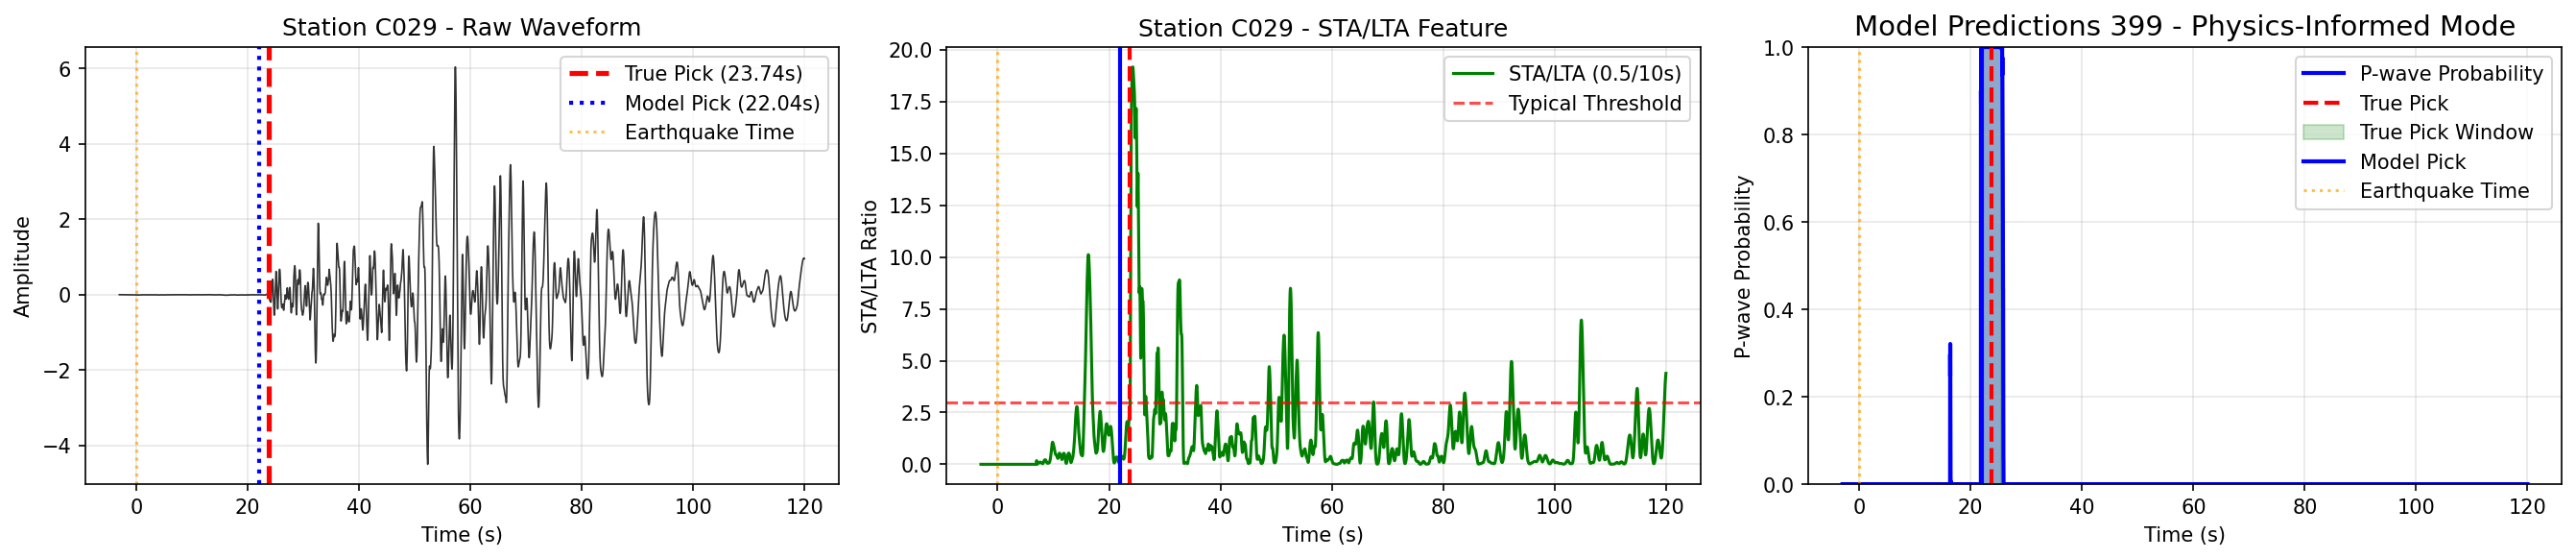 Station C029 - Raw Waveform
Amplitude
6
4
2
0
−2
−4
True Pick (23.74s)
Model Pick (22.04s)
Earthquake Time
0
20
40
60
80
100
120
Time (s)
Station C029 - STA/LTA Feature
STA/LTA Ratio
20.0
17.5
15.0
12.5
10.0
7.5
5.0
2.5
0.0
STA/LTA (0.5/10s)
Typical Threshold
0
20
40
60
80
100
120
Time (s)
Model Predictions 399 - Physics-Informed Mode
P-wave Probability
1.0
0.8
0.6
0.4
0.2
0.0
P-wave Probability
True Pick
True Pick Window
Model Pick
Earthquake Time
0
20
40
60
80
100
120
Time (s)